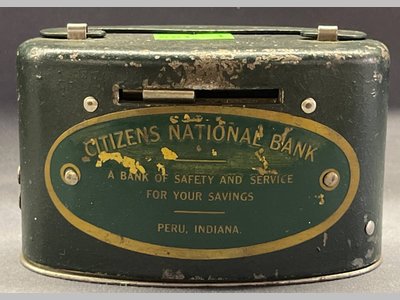 CITIZENS NATIONAL BANK
A BANK OF SAFETY AND SERVICE
FOR YOUR SAVINGS
PERU, INDIANA.